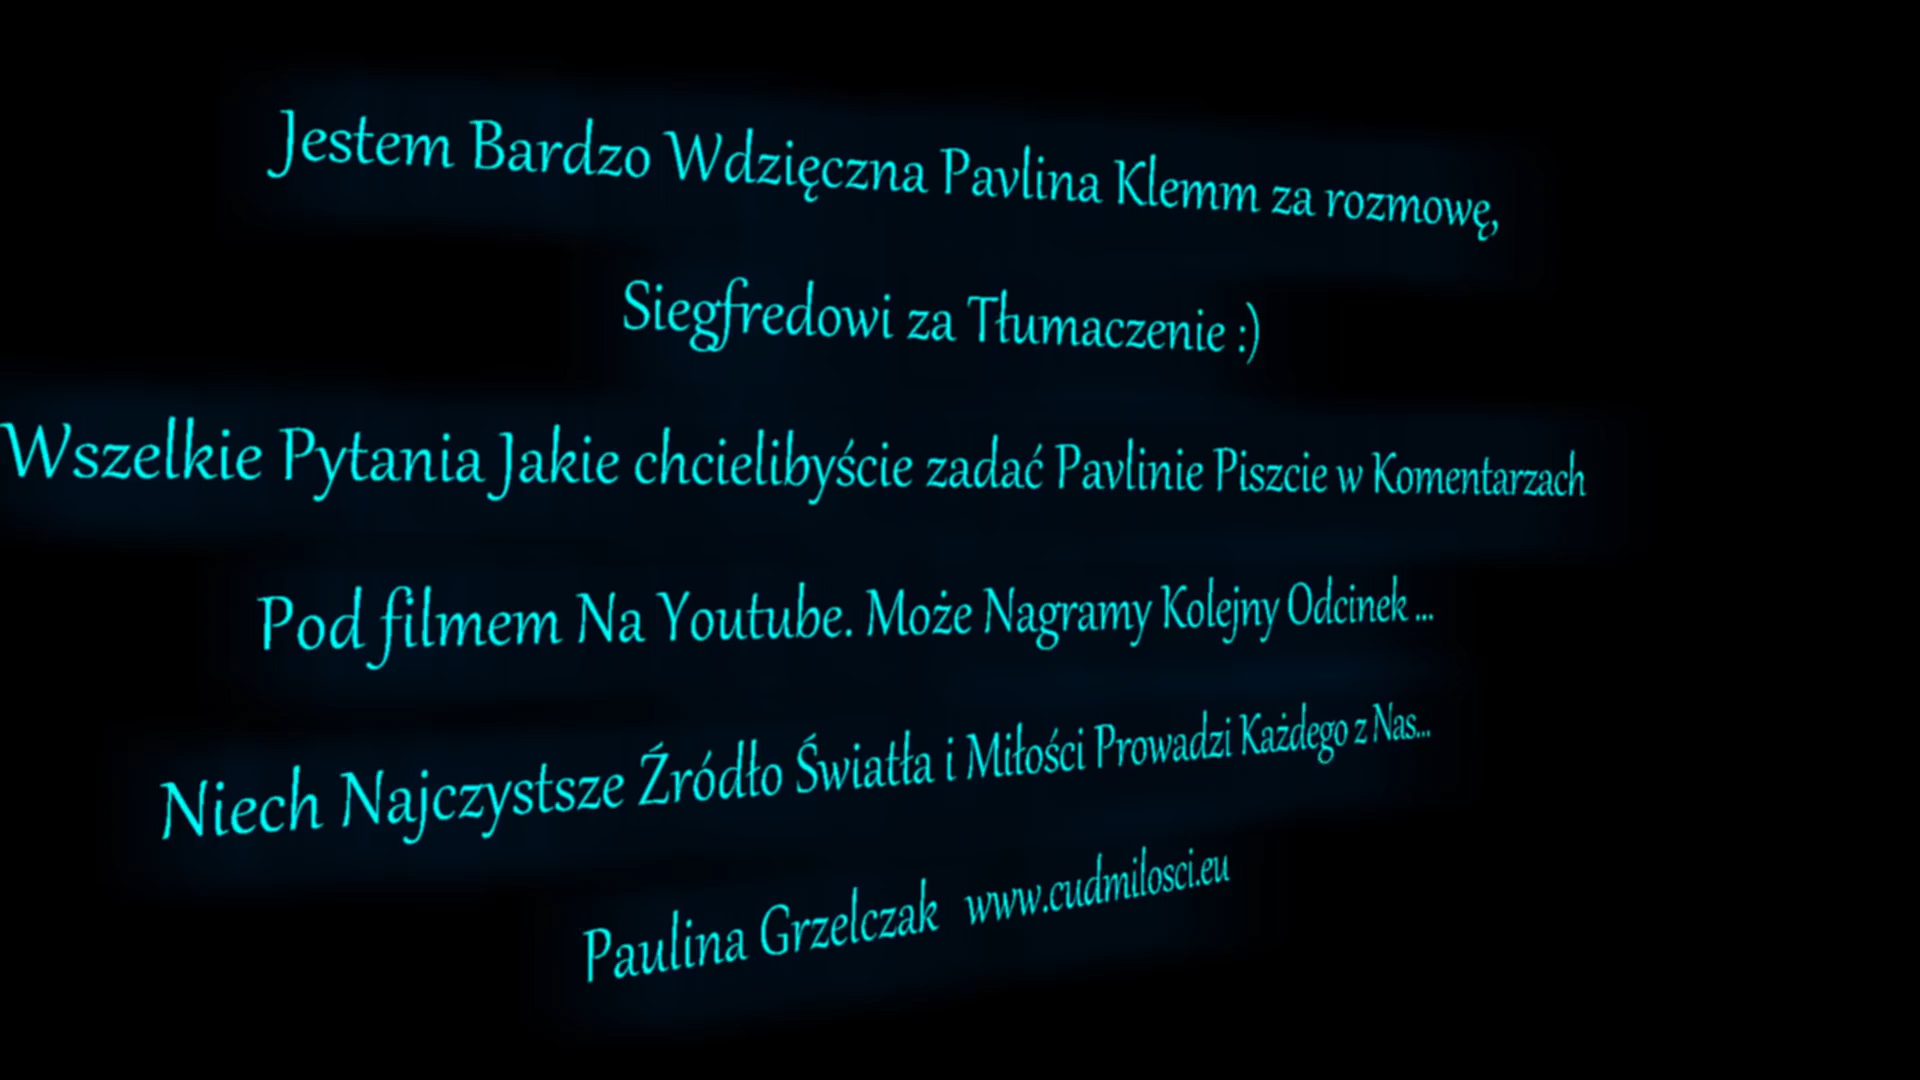 Jestem Bardzo Wdzięczna Pavlina Klemm za rozmowę,
Siegfredowi za Tłumaczenie :)
Wszelkie Pytania Jakie chcielibyście zadać Pavlinie Piszcie w Komentarzach
Pod filmem Na Youtube. Może Nagramy Kolejny Odcinek ...
Niech Najczystsze Źródło Światła i Miłości Prowadzi Każdego z Nas...
Paulina Grzelczak www.cudmilosci.eu